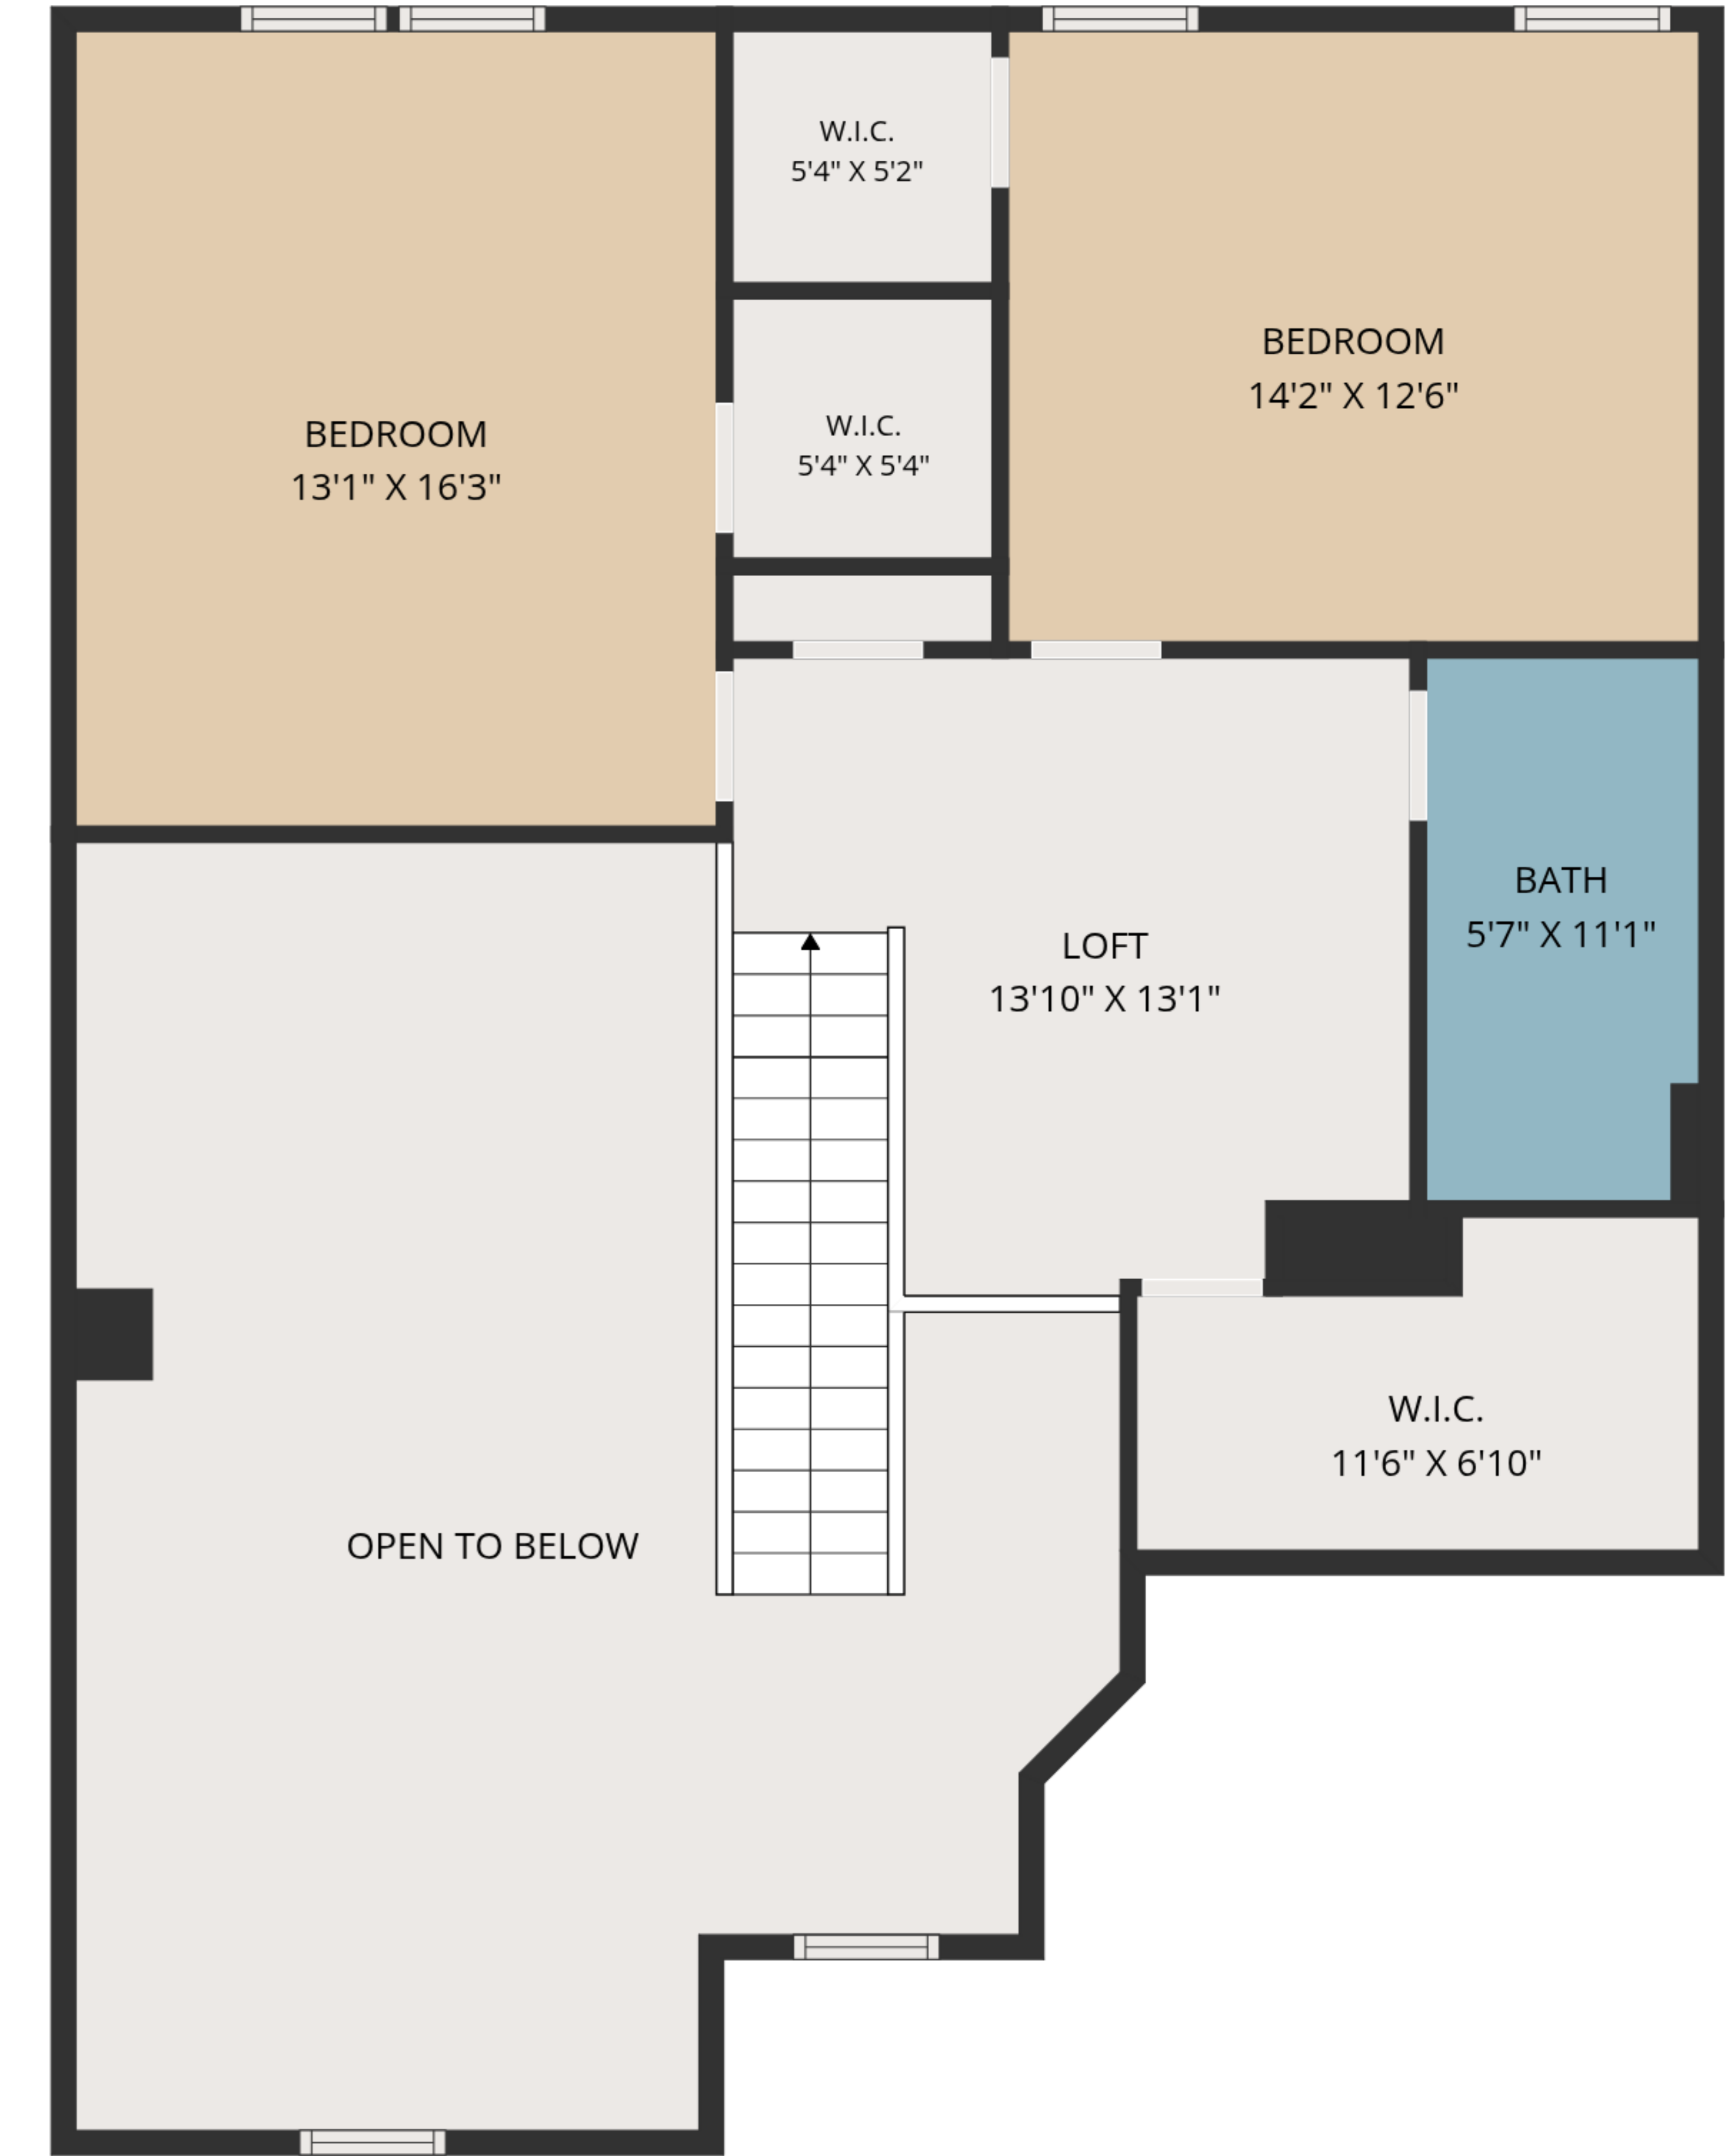 W.I.C.
5'4" X 5'2"
BEDROOM
14'2" X 12'6"
BEDROOM
13'1" X 16'3"
W.I.C.
5'4" X 5'4"
BATH
5'7" X 11'1"
LOFT
13'10" X 13'1"
W.I.C.
11'6" X 6'10"
OPEN TO BELOW